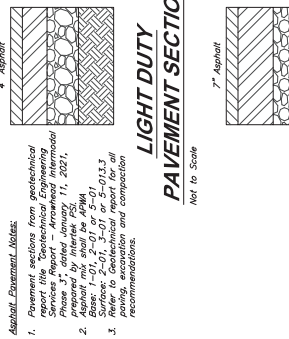 Asphalt Pavement Notes:
1. Pavement sections from geotechnical
report title "Geotechnical Engineering
Services Report – Arrowhead Intermodal
Phase 3", dated January 11, 2021,
prepared by Intertek PSI.
2. Asphalt mix shall be APWA
Base: 1-01, 2-01 or 5-01
Surface: 2-01, 3-01 or 5-013.3
3. Refer to Geotechnical report for all
paving, excavation and compaction
recommendations.
4" Asphalt
LIGHT DUTY
PAVEMENT SECTIO
Not to Scale
7" Asphalt